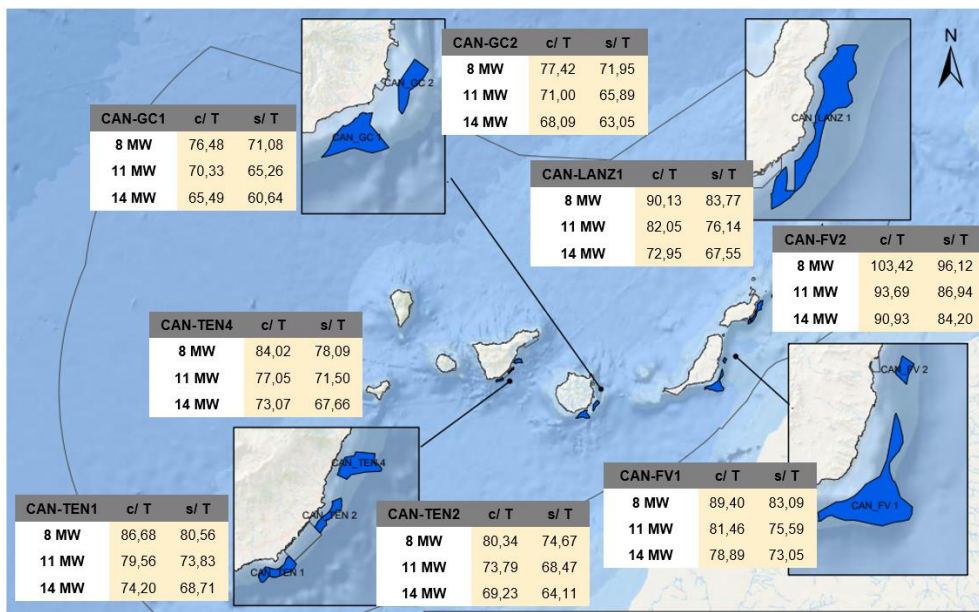 CAN-GC2 c/ T s/ T
8 MW 77,42 71,95
11 MW 71,00 65,89
14 MW 68,09 63,05
N
CAN_GC 2
CAN_GC 1
CAN-GC1 c/ T s/ T
8 MW 76,48 71,08
11 MW 70,33 65,26
14 MW 65,49 60,64
CAN_LANZ 1
CAN-LANZ1 c/ T s/ T
8 MW 90,13 83,77
11 MW 82,05 76,14
14 MW 72,95 67,55
CAN-FV2 c/ T s/ T
8 MW 103,42 96,12
11 MW 93,69 86,94
14 MW 90,93 84,20
CAN-TEN4 c/ T s/ T
8 MW 84,02 78,09
11 MW 77,05 71,50
14 MW 73,07 67,66
CAN_FV 2
CAN_FV 1
CAN_TEN 4
CAN_TEN 2
CAN_TEN 1
CAN-FV1 c/ T s/ T
8 MW 89,40 83,09
11 MW 81,46 75,59
14 MW 78,89 73,05
CAN-TEN1 c/ T s/ T
8 MW 86,68 80,56
11 MW 79,56 73,83
14 MW 74,20 68,71
CAN-TEN2 c/ T s/ T
8 MW 80,34 74,67
11 MW 73,79 68,47
14 MW 69,23 64,11